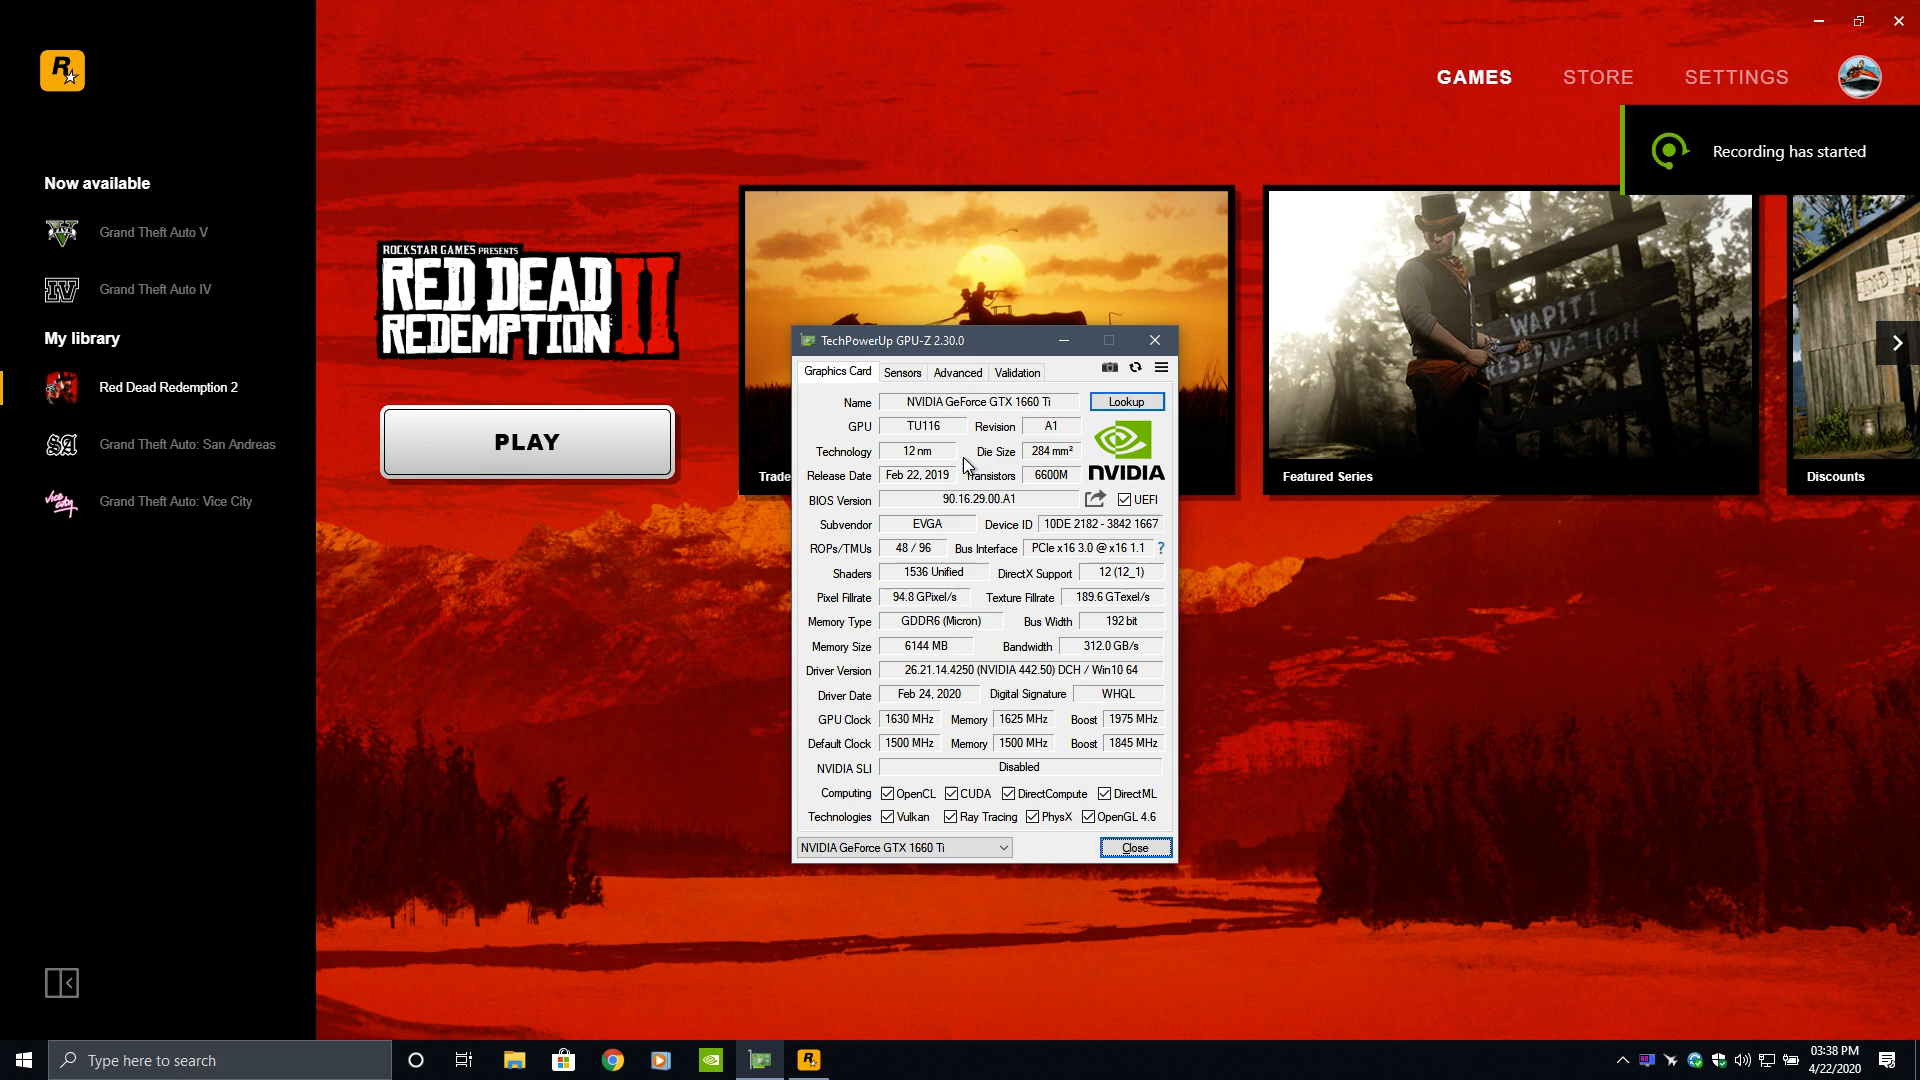 GAMES STORE SETTINGS
Recording has started
Now available
Grand Theft Auto V
Grand Theft Auto IV
My library
Red Dead Redemption 2
Grand Theft Auto: San Andreas
Grand Theft Auto: Vice City
ROCKSTAR GAMES PRESENTS
RED DEAD
REDEMPTION II
PLAY
Trade
WAPITI
RESERVATION
Featured Series
Discounts
TechPowerUp GPU-Z 2.30.0
Graphics Card Sensors Advanced Validation
Name NVIDIA GeForce GTX 1660 Ti Lookup
GPU TU116 Revision A1
Technology 12 nm Die Size 284 mm²
Release Date Feb 22, 2019 Transistors 6600M
NVIDIA
BIOS Version 90.16.29.00.A1 UEFI
Subvendor EVGA Device ID 10DE 2182 - 3842 1667
ROPs/TMUs 48 / 96 Bus Interface PCIe x16 3.0 @ x16 1.1 ?
Shaders 1536 Unified DirectX Support 12 (12_1)
Pixel Fillrate 94.8 GPixel/s Texture Fillrate 189.6 GTexel/s
Memory Type GDDR6 (Micron) Bus Width 192 bit
Memory Size 6144 MB Bandwidth 312.0 GB/s
Driver Version 26.21.14.4250 (NVIDIA 442.50) DCH / Win10 64
Driver Date Feb 24, 2020 Digital Signature WHQL
GPU Clock 1630 MHz Memory 1625 MHz Boost 1975 MHz
Default Clock 1500 MHz Memory 1500 MHz Boost 1845 MHz
NVIDIA SLI Disabled
Computing OpenCL CUDA DirectCompute DirectML
Technologies Vulkan Ray Tracing PhysX OpenGL 4.6
NVIDIA GeForce GTX 1660 Ti Close
Type here to search
03:38 PM
4/22/2020